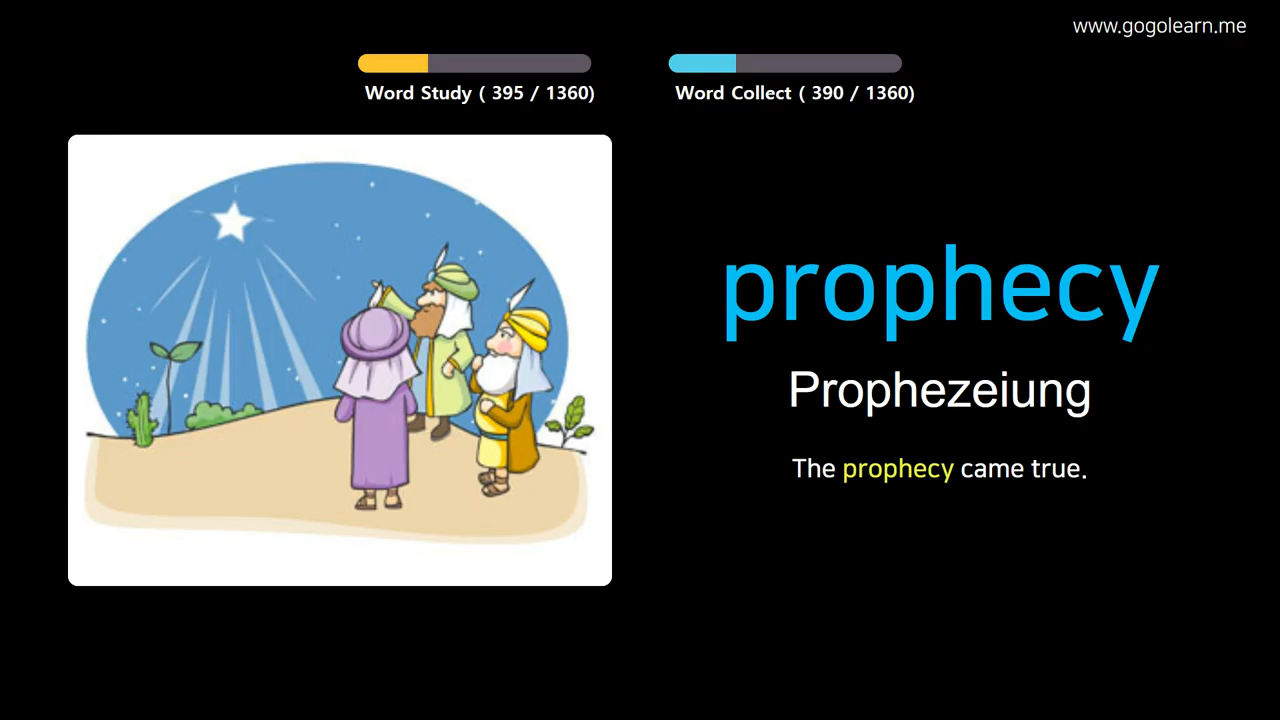 www.gogolearn.me
Word Study ( 395 / 1360)
Word Collect ( 390 / 1360)
prophecy
Prophezeiung
The prophecy came true.